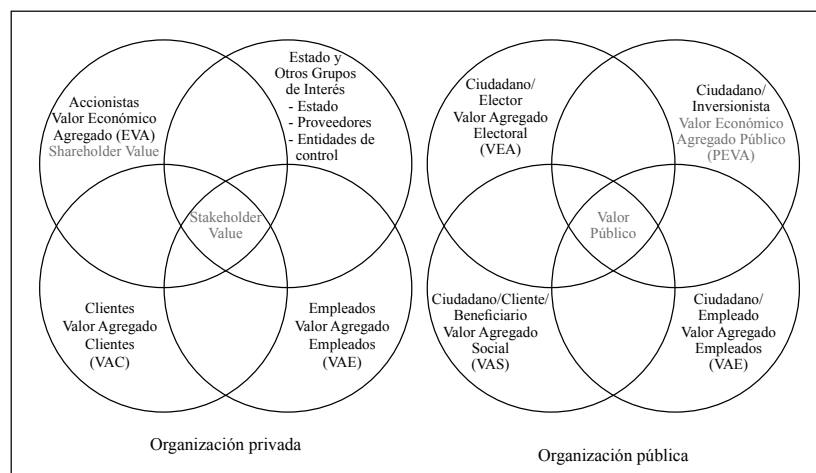 Accionistas
Valor Económico
Agregado (EVA)
Shareholder Value
Estado y
Otros Grupos
de Interés
- Estado
- Proveedores
- Entidades de
control
Stakeholder
Value
Clientes
Valor Agregado
Clientes
(VAC)
Empleados
Valor Agregado
Empleados
(VAE)
Organización privada
Ciudadano/
Elector
Valor Agregado
Electoral
(VEA)
Ciudadano/
Inversionista
Valor Económico
Agregado Público
(PEVA)
Valor
Público
Ciudadano/Cliente/
Beneficiario
Valor Agregado
Social
(VAS)
Ciudadano/
Empleado
Valor Agregado
Empleados
(VAE)
Organización pública